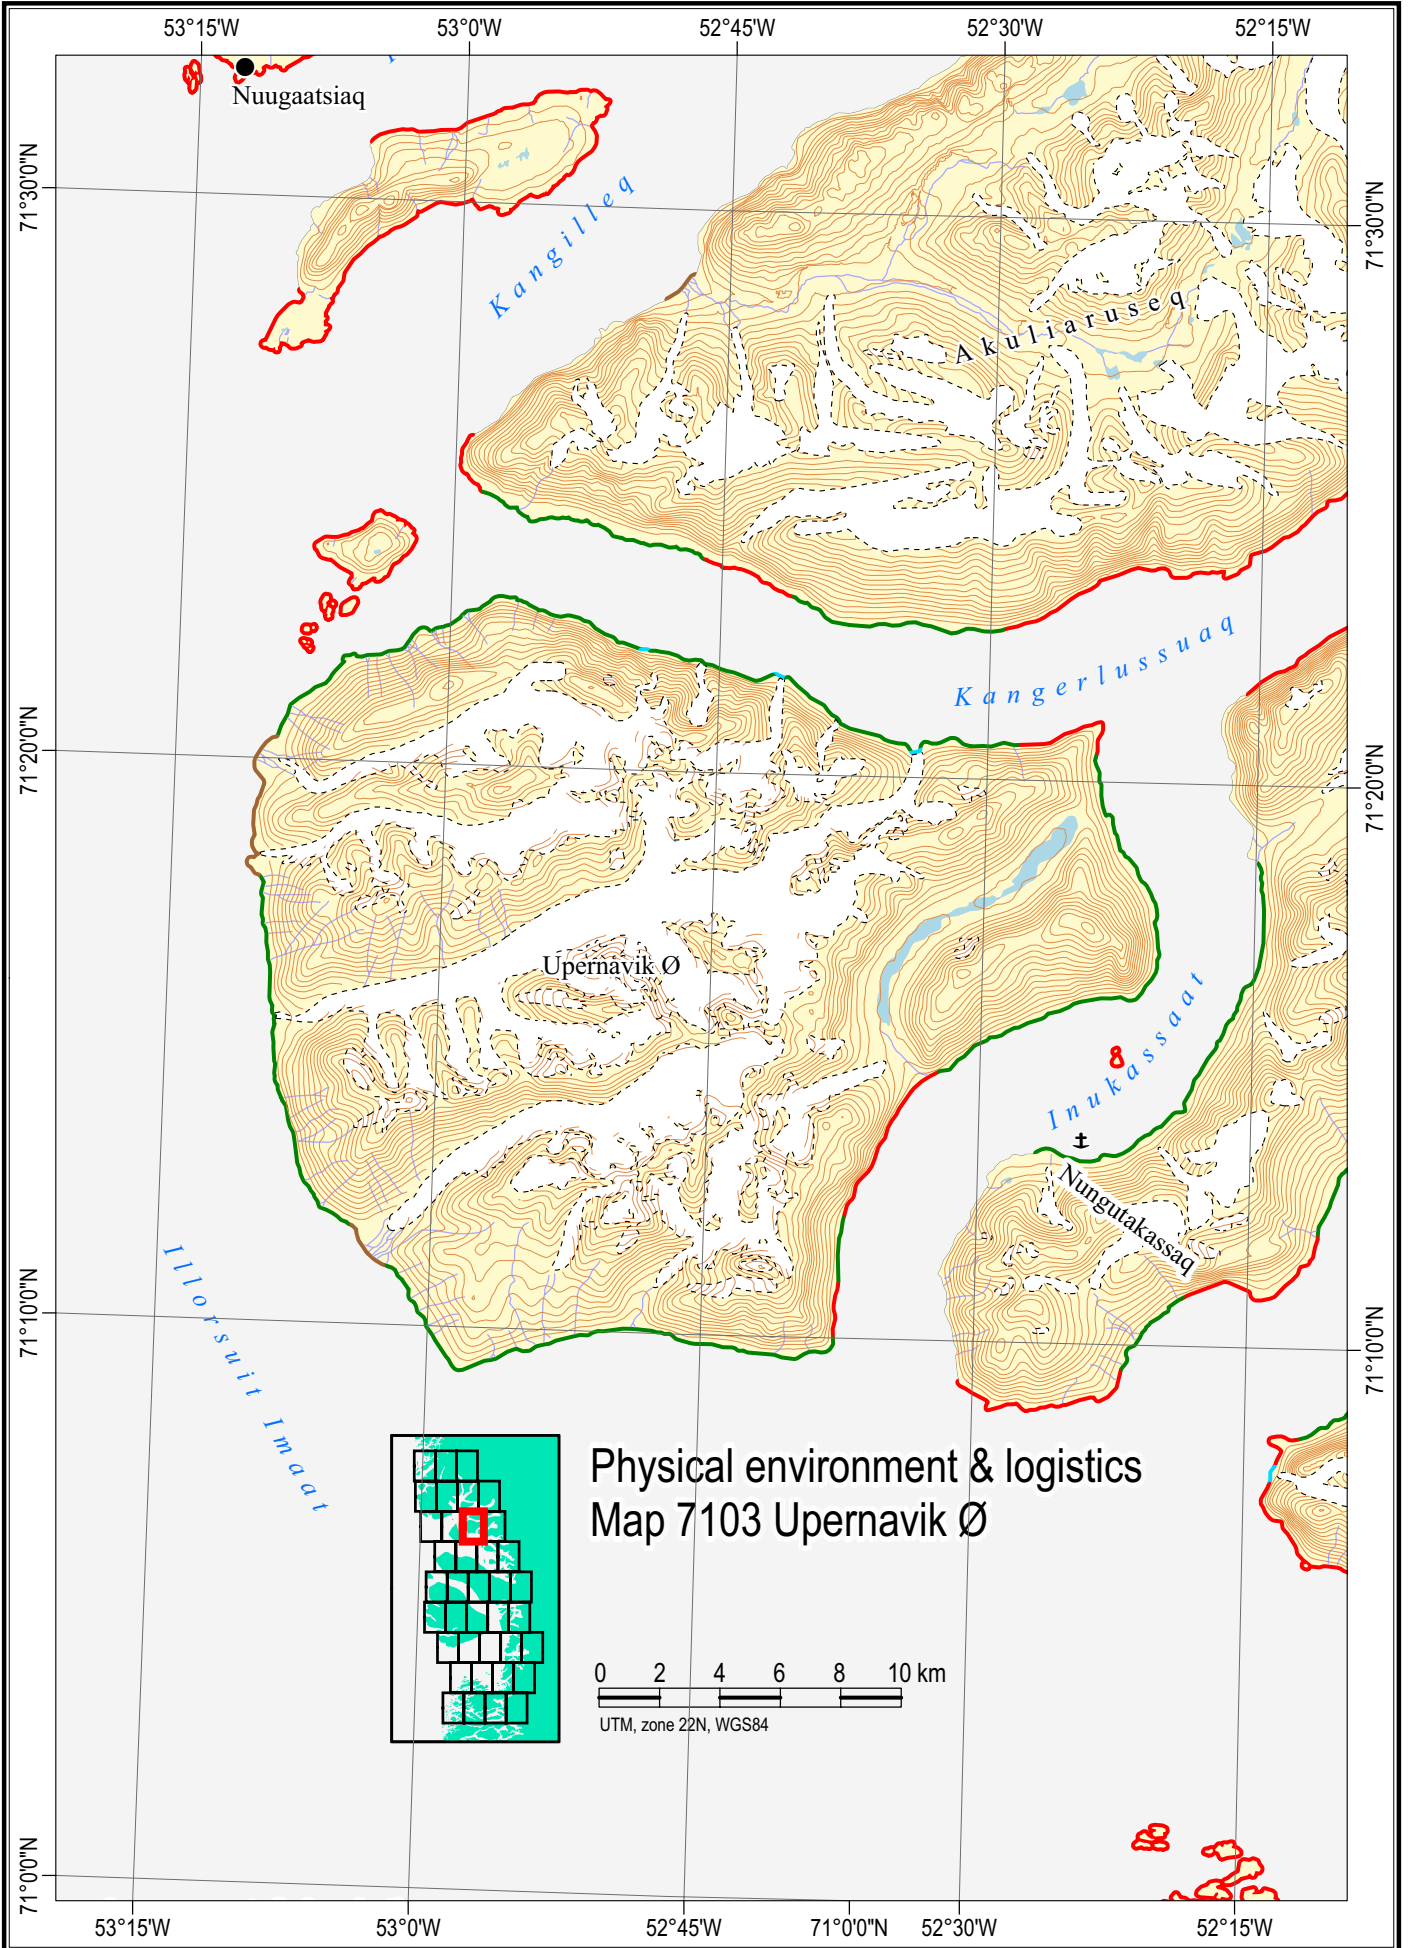 53°15'W 53°0'W 52°45'W 52°30'W 52°15'W
Nuugaatsiaq
71°30'0"N
71°30'0"N
Kangilleq
Akuliaruseq
Kangerlussuaq
71°20'0"N
71°20'0"N
Upernavik Ø
Inukassaat
Nungutakassaq
Illorsuit Imaat
71°10'0"N
71°10'0"N
Physical environment & logistics
Map 7103 Upernavik Ø
0 2 4 6 8 10 km
UTM, zone 22N, WGS84
71°0'0"N
53°15'W 53°0'W 52°45'W 71°0'0"N 52°30'W 52°15'W